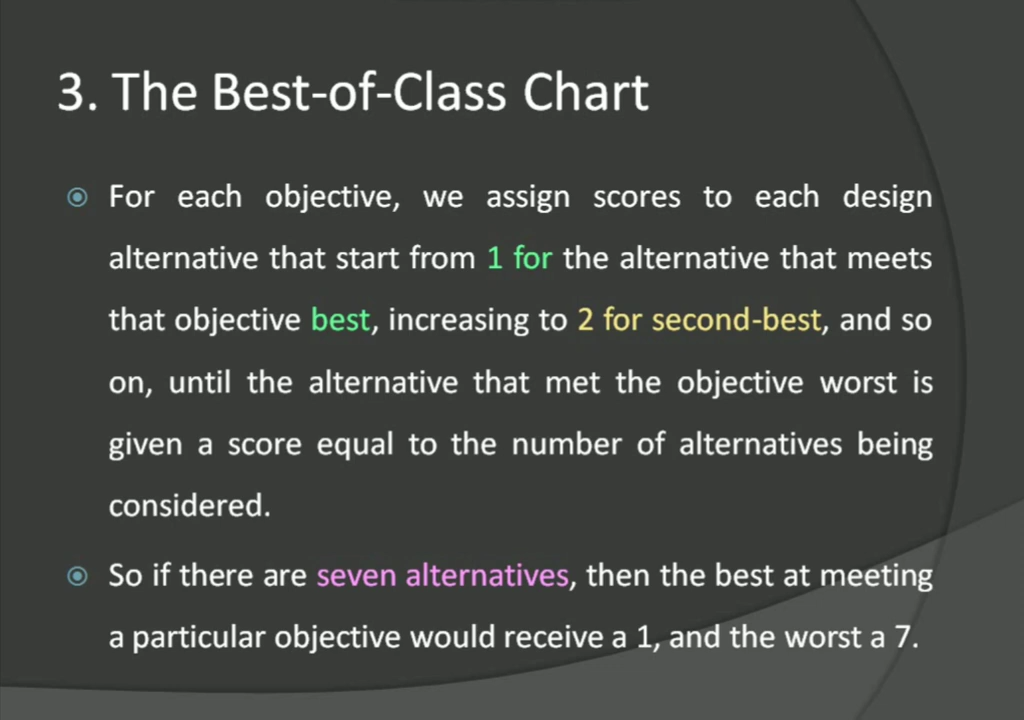 3. The Best-of-Class Chart
For each objective, we assign scores to each design
alternative that start from 1 for the alternative that meets
that objective best, increasing to 2 for second-best, and so
on, until the alternative that met the objective worst is
given a score equal to the number of alternatives being
considered.
So if there are seven alternatives, then the best at meeting
a particular objective would receive a 1, and the worst a 7.